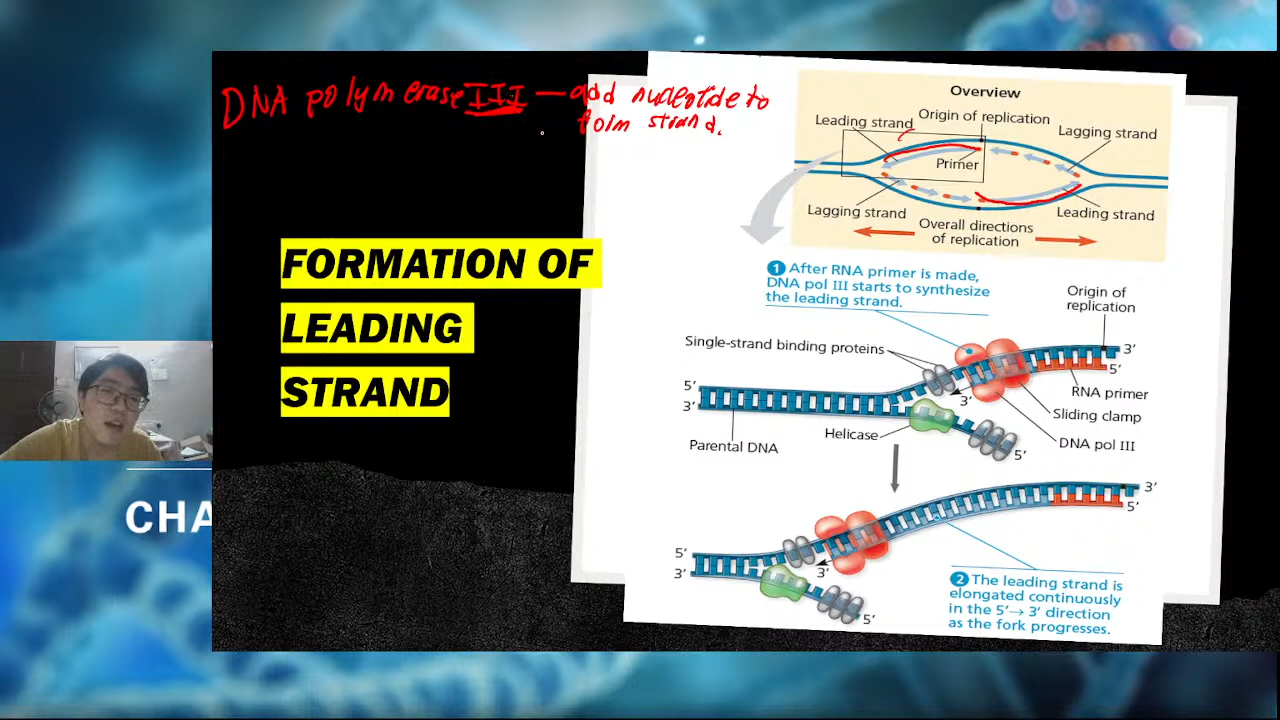 DNA polymerase III — add nucleotide to
form strand.
FORMATION OF
LEADING
STRAND
CHA
Overview
Leading strand
Origin of replication
Lagging strand
Primer
Lagging strand
Leading strand
Overall directions
of replication
1 After RNA primer is made,
DNA pol III starts to synthesize
the leading strand.
Origin of
replication
Single-strand binding proteins
3'
5'
RNA primer
5'
3'
3'
Sliding clamp
Helicase
DNA pol III
Parental DNA
5'
3'
5'
5'
3'
3'
5'
2 The leading strand is
elongated continuously
in the 5'→ 3' direction
as the fork progresses.